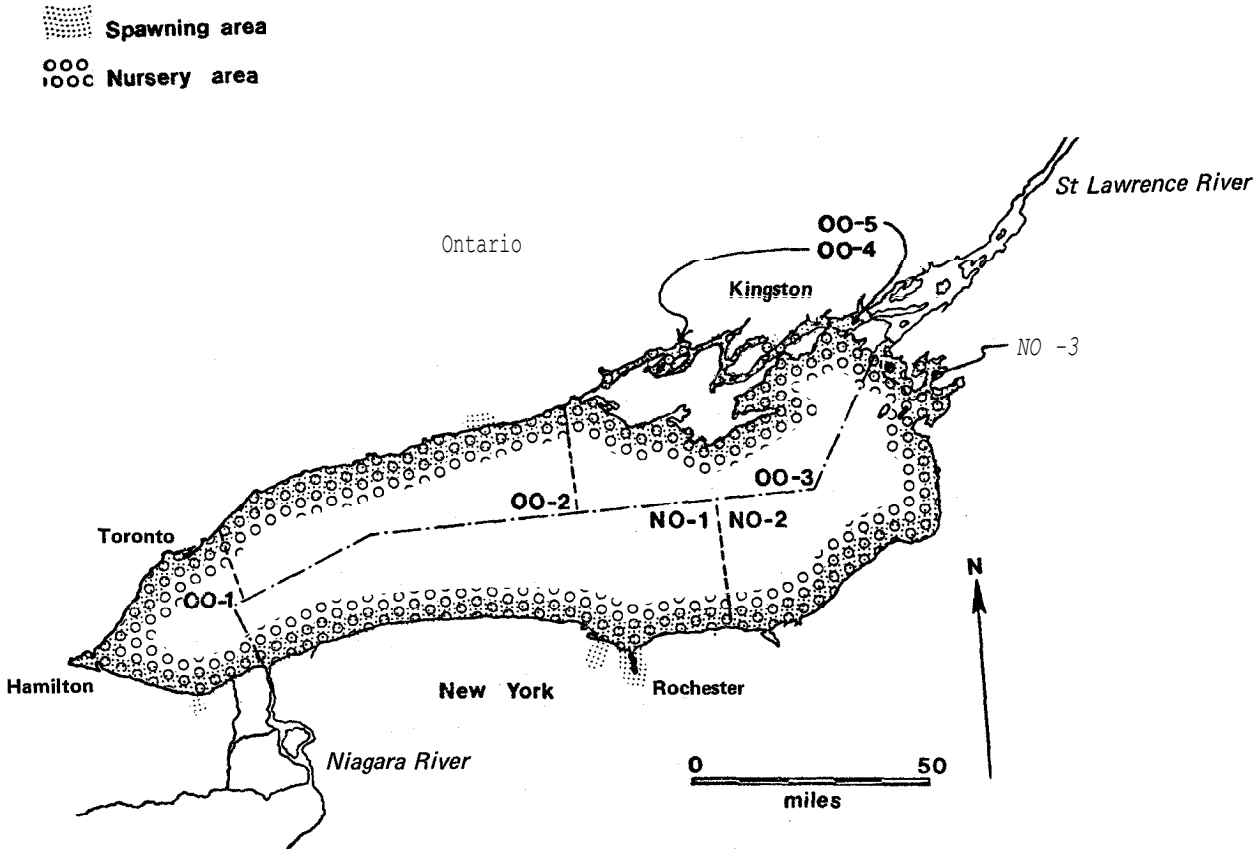 Spawning area
Nursery area
St Lawrence River
OO-5
Ontario
OO-4
Kingston
NO -3
OO-3
OO-2
NO-1
NO-2
Toronto
N
OO-1
Hamilton
New York
Rochester
Niagara River
0
50
miles